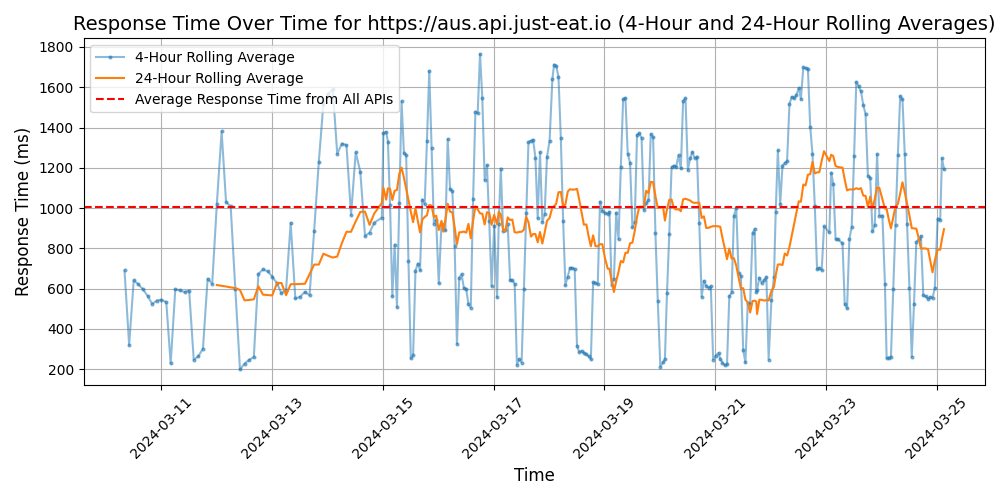 Response Time Over Time for https://aus.api.just-eat.io (4-Hour and 24-Hour Rolling Averages)
4-Hour Rolling Average
24-Hour Rolling Average
Average Response Time from All APIs
Response Time (ms)
1800
1600
1400
1200
1000
800
600
400
200
2024-03-11
2024-03-13
2024-03-15
2024-03-17
2024-03-19
2024-03-21
2024-03-23
2024-03-25
Time